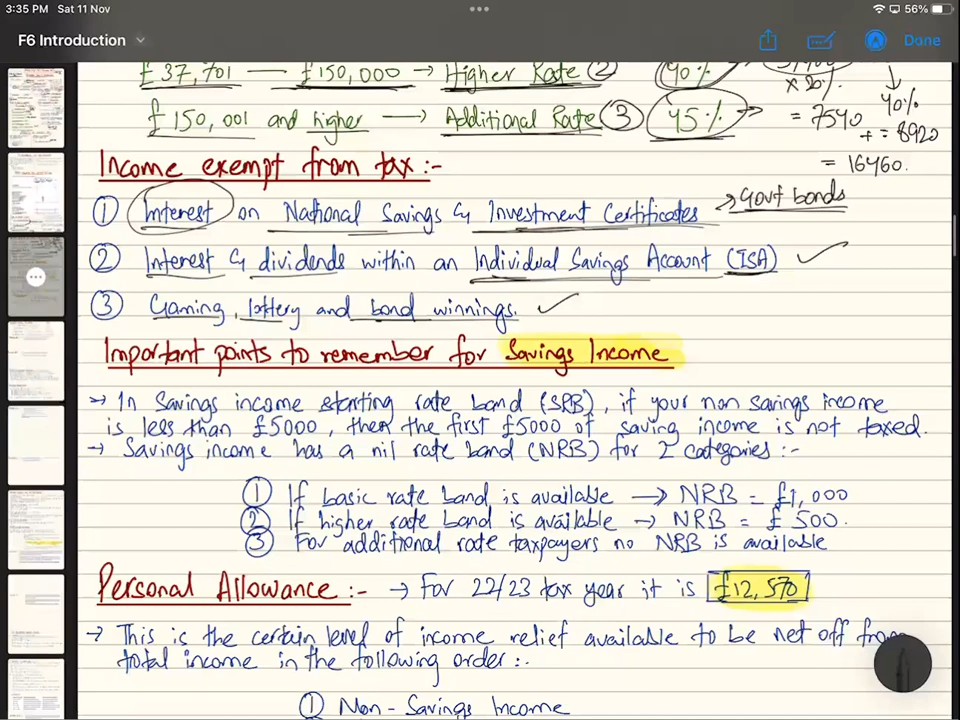 3:35 PM Sat 11 Nov
56%
F6 Introduction
Done
£37,701 — £150,000 → Higher Rate ② 40%
x 20%
40%
£150,001 and higher → Additional Rate ③ 45%
= 7540
+ = 8920
= 16460.
Income exempt from tax :-
① Interest on National Savings & Investment Certificates → Govt bonds
② Interest & dividends within an Individual Savings Account (ISA) ✓
③ Gaming, lottery and bond winnings. ✓
Important points to remember for Savings Income
→ In Savings income starting rate band (SRB), if your non savings income
is less than £5000, then the first £5000 of saving income is not taxed.
→ Savings income has a nil rate band (NRB) for 2 categories :-
① If basic rate band is available → NRB = £1,000
② If higher rate band is available → NRB = £500.
③ For additional rate taxpayers no NRB is available
Personal Allowance :- → For 22/23 tax year it is £12,570
→ This is the certain level of income relief available to be net off from
total income in the following order :-
① Non-Savings Income